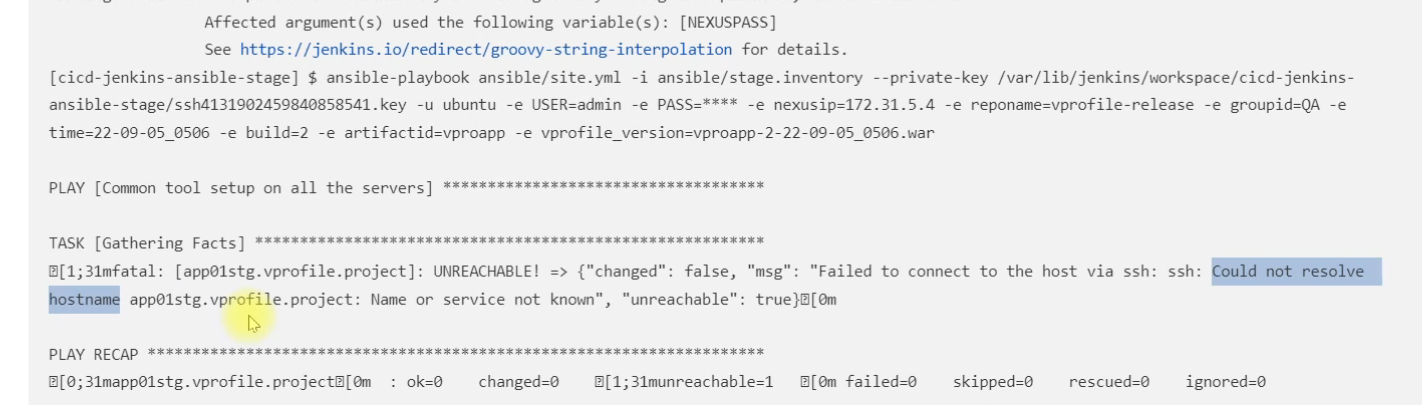 Affected argument(s) used the following variable(s): [NEXUSPASS]
See https://jenkins.io/redirect/groovy-string-interpolation for details.
[cicd-jenkins-ansible-stage] $ ansible-playbook ansible/site.yml -i ansible/stage.inventory --private-key /var/lib/jenkins/workspace/cicd-jenkins-
ansible-stage/ssh4131902459840858541.key -u ubuntu -e USER=admin -e PASS=**** -e nexusip=172.31.5.4 -e reponame=vprofile-release -e groupid=QA -e
time=22-09-05_0506 -e build=2 -e artifactid=vproapp -e vprofile_version=vproapp-2-22-09-05_0506.war
PLAY [Common tool setup on all the servers] ************************************
TASK [Gathering Facts] *********************************************************
[1;31mfatal: [app01stg.vprofile.project]: UNREACHABLE! => {"changed": false, "msg": "Failed to connect to the host via ssh: ssh: Could not resolve
hostname app01stg.vprofile.project: Name or service not known", "unreachable": true}[0m
PLAY RECAP *********************************************************************
[0;31mapp01stg.vprofile.project[0m : ok=0 changed=0 [1;31munreachable=1 [0m failed=0 skipped=0 rescued=0 ignored=0